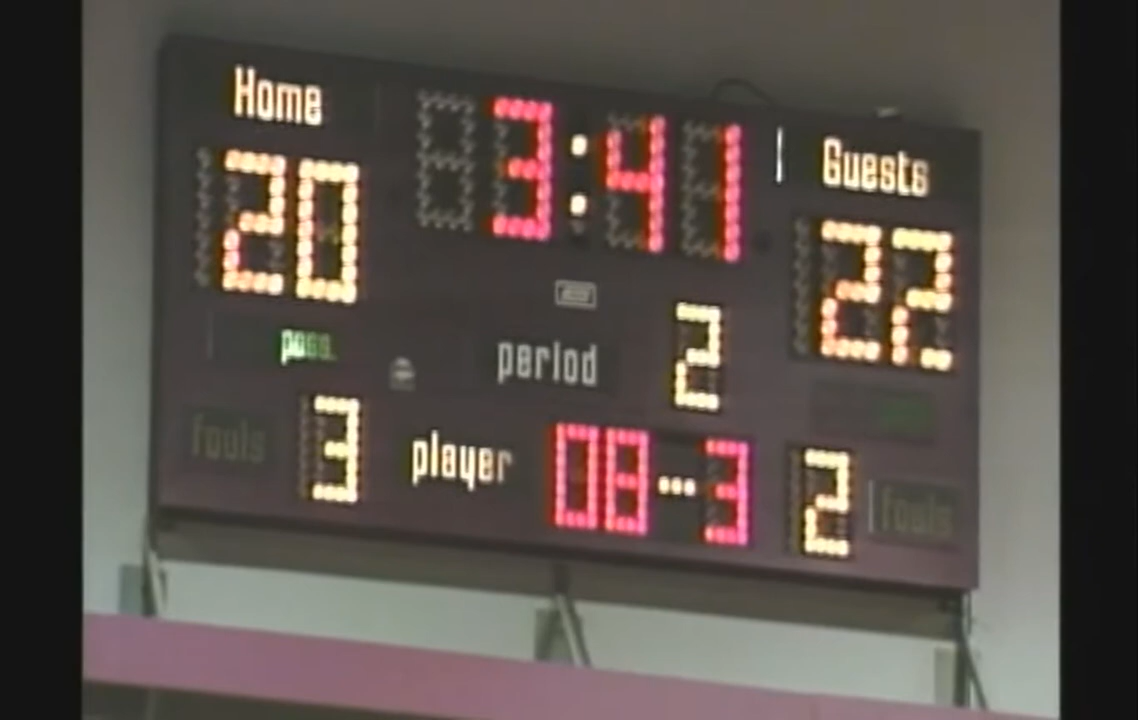 Home 3:41 Guests
20 22
poss. period 2
fouls 3 player 08---3 2 fouls